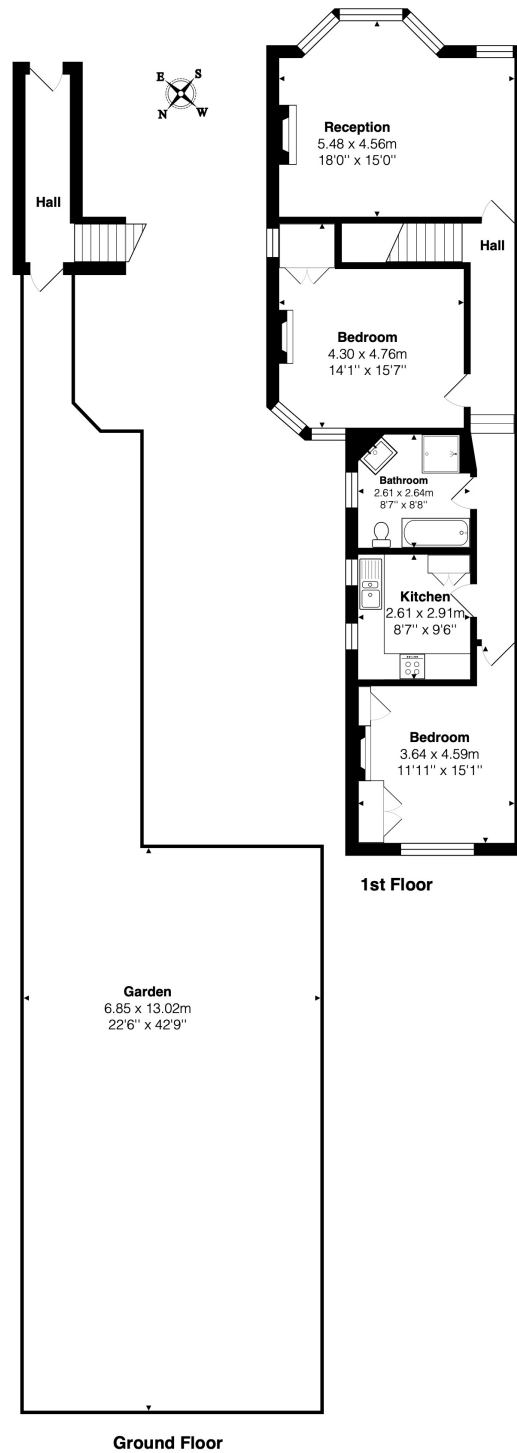 E S
N W
Hall
Reception
5.48 x 4.56m
18'0'' x 15'0''
Hall
Bedroom
4.30 x 4.76m
14'1'' x 15'7''
Bathroom
2.61 x 2.64m
8'7'' x 8'8''
Kitchen
2.61 x 2.91m
8'7'' x 9'6''
Bedroom
3.64 x 4.59m
11'11'' x 15'1''
1st Floor
Garden
6.85 x 13.02m
22'6'' x 42'9''
Ground Floor